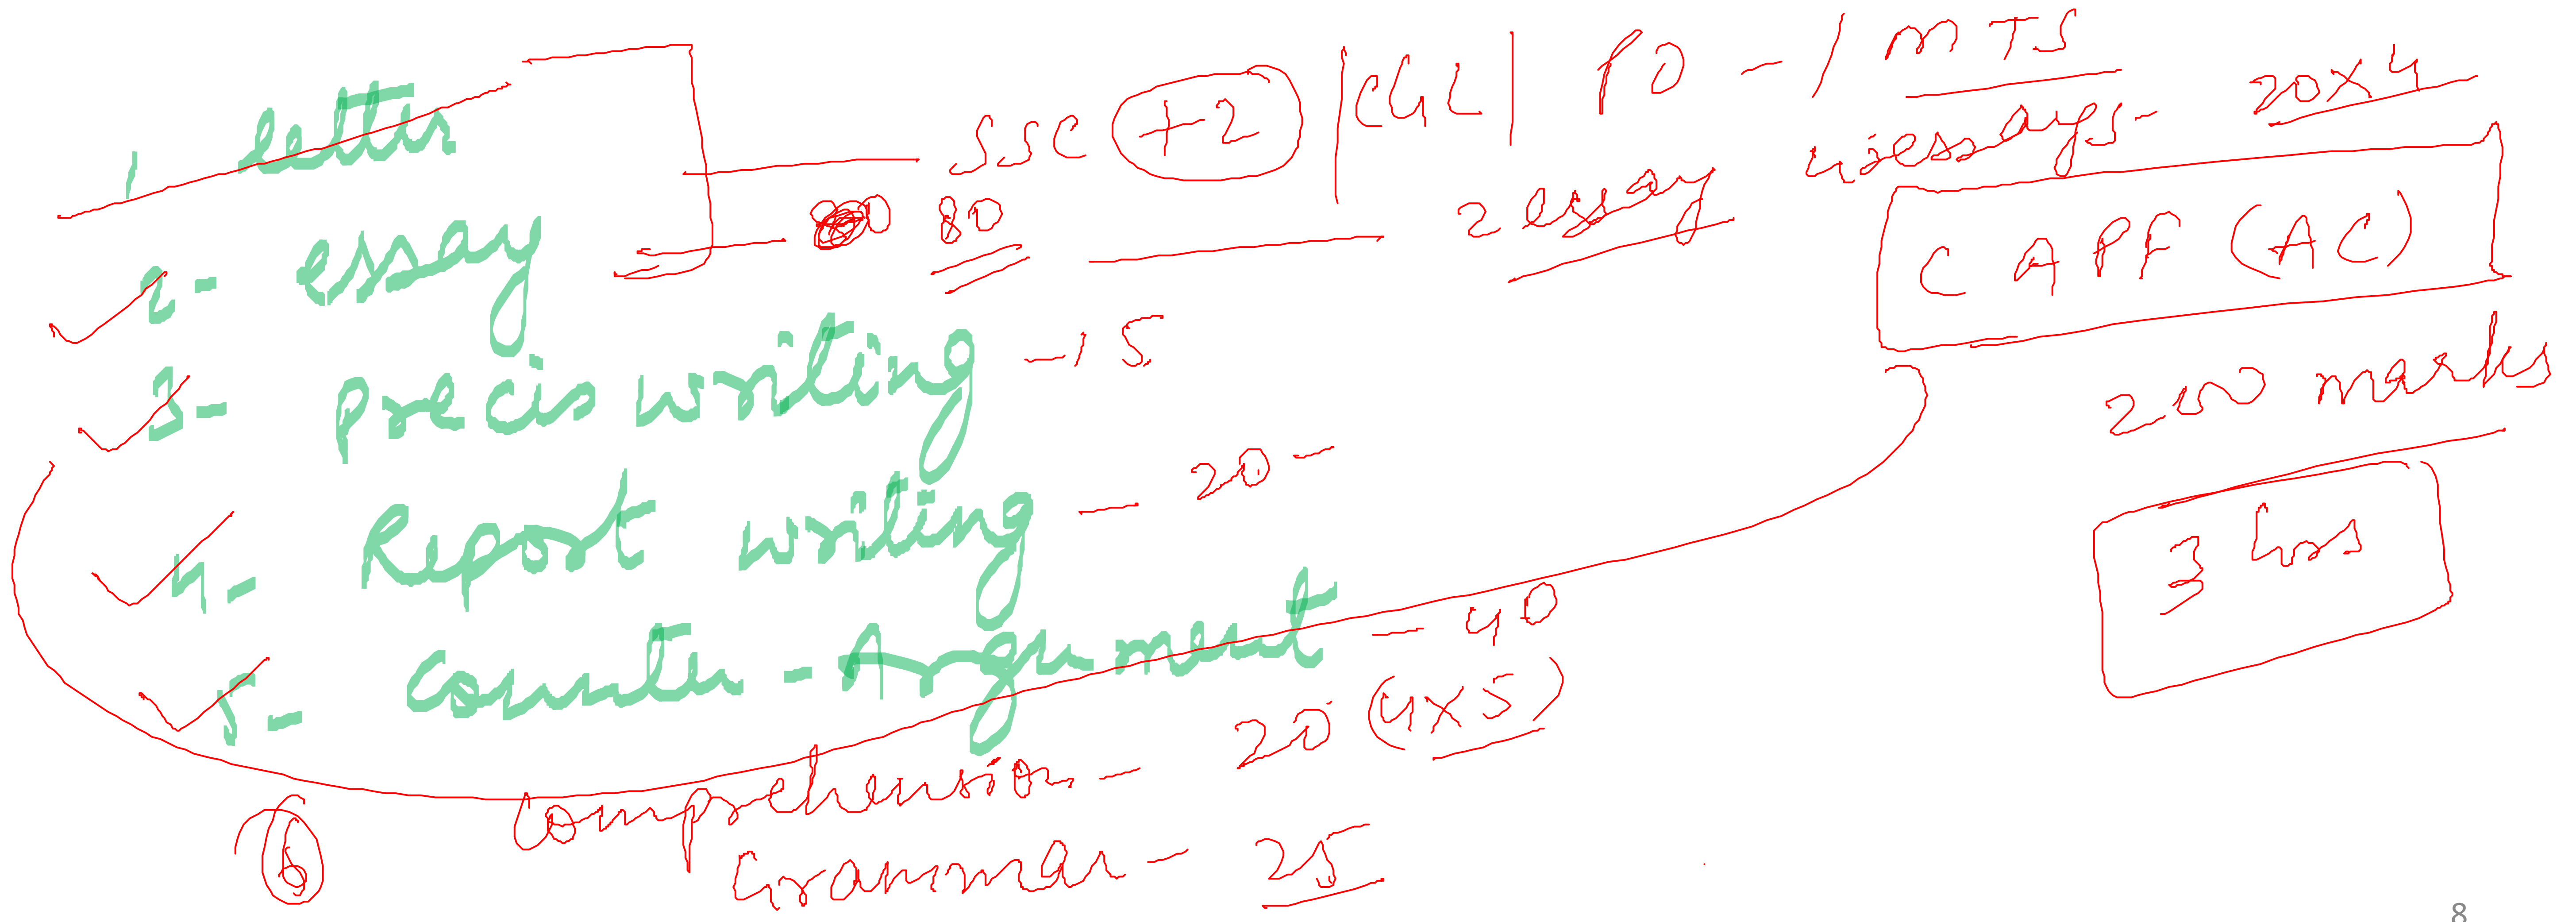 1 letter
SSC +2 | CGL | PO - / MTS
4 essays - 20x4
2- essay 80 80 2 essay
CAPF (AC)
3- precis writing - 15
200 marks
4- Report writing - 20 -
3 hrs
5- counter - Argument - 40
6 comprehension - 20 (4x5)
Grammar - 25
8